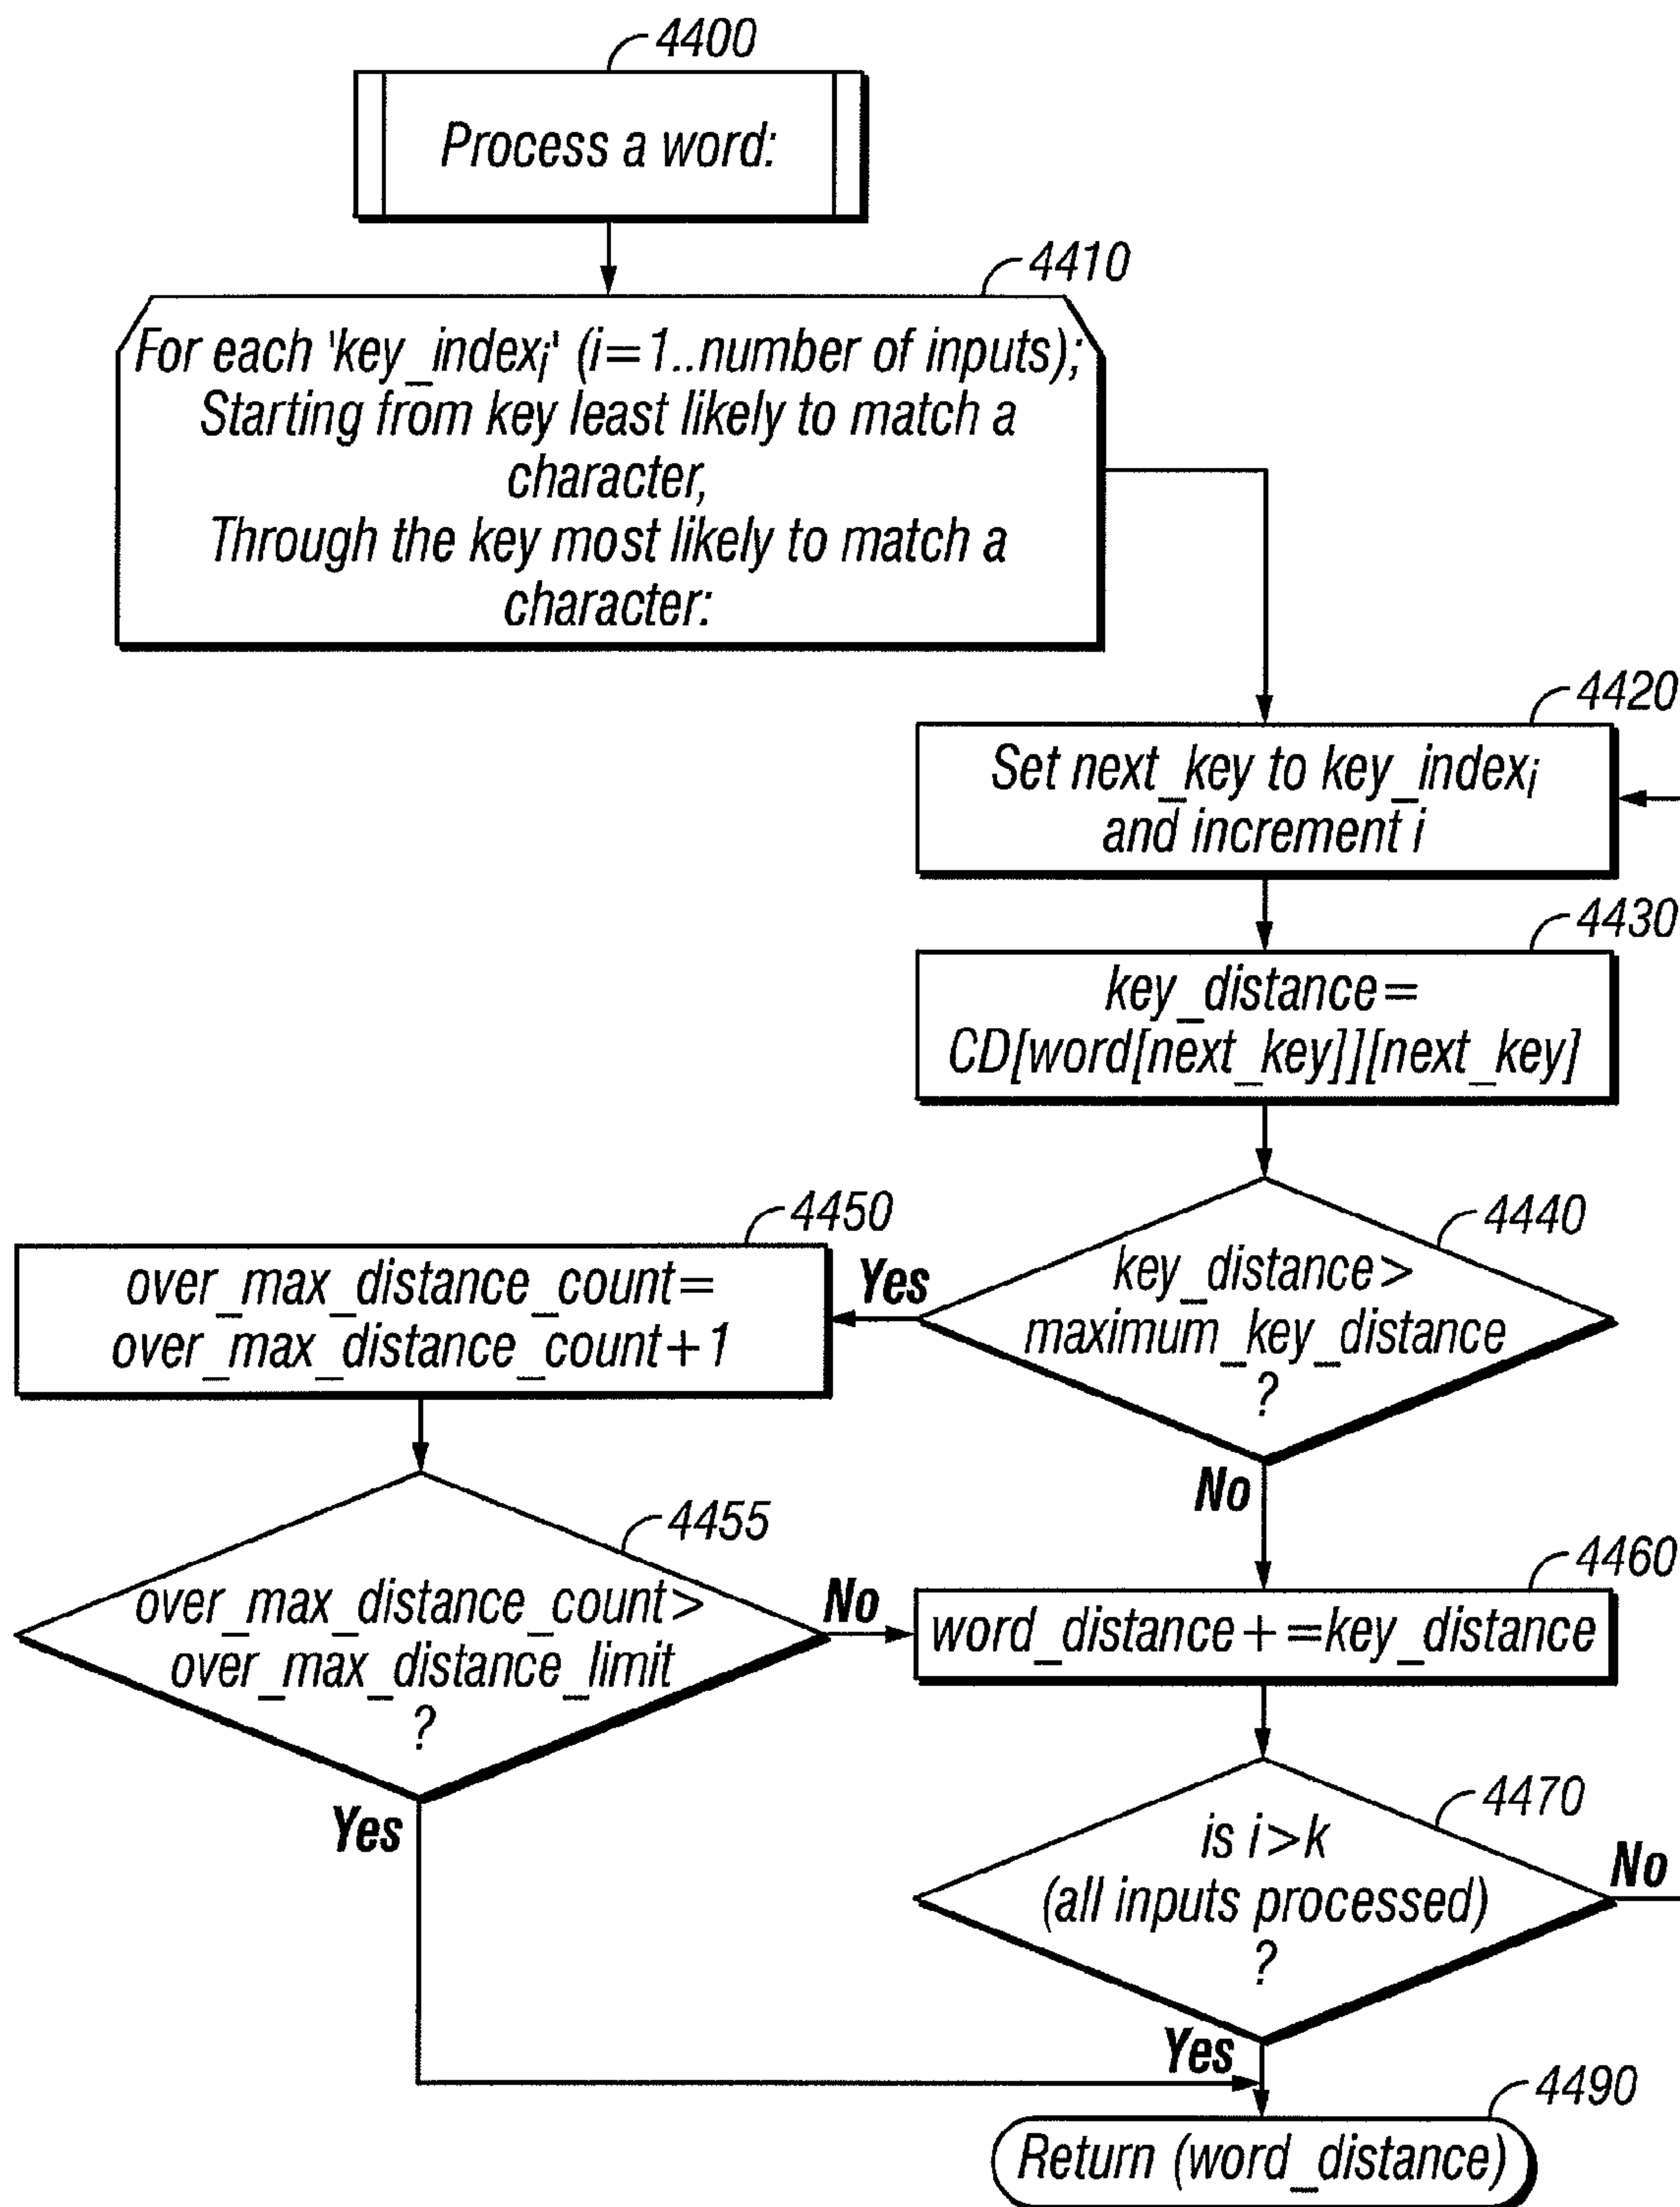 4400
Process a word:
4410
For each 'key_indexi' (i=1..number of inputs);
Starting from key least likely to match a
character,
Through the key most likely to match a
character:
4420
Set next_key to key_indexi
and increment i
4430
key_distance=
CD[word[next_key]][next_key]
4440
key_distance>
maximum_key_distance
?
Yes
No
4450
over_max_distance_count=
over_max_distance_count+1
4455
over_max_distance_count>
over_max_distance_limit
?
No
Yes
4460
word_distance+=key_distance
4470
is i>k
(all inputs processed)
?
No
Yes
4490
Return (word_distance)